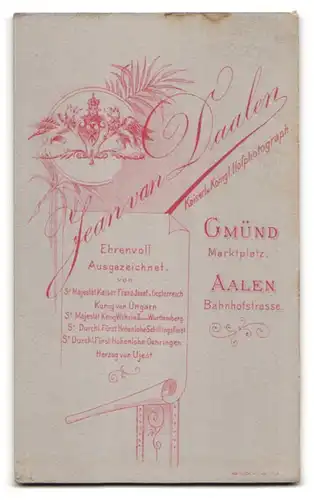 Jean van Daalen
Kaiserl. u. Königl. Hofphotograph
GMÜND
Marktplatz.
AALEN
Bahnhofstrasse.
Ehrenvoll
Ausgezeichnet.
von
Sr Majestät Kaiser Franz Josef v. Oesterreich
König von Ungarn
Sr Majestät König Wilhelm II von Württemberg
Sr Durchl. Fürst Hohenlohe Schillingsfürst
Sr Durchl. Fürst Hohenlohe Oehringen
Herzog von Ujest